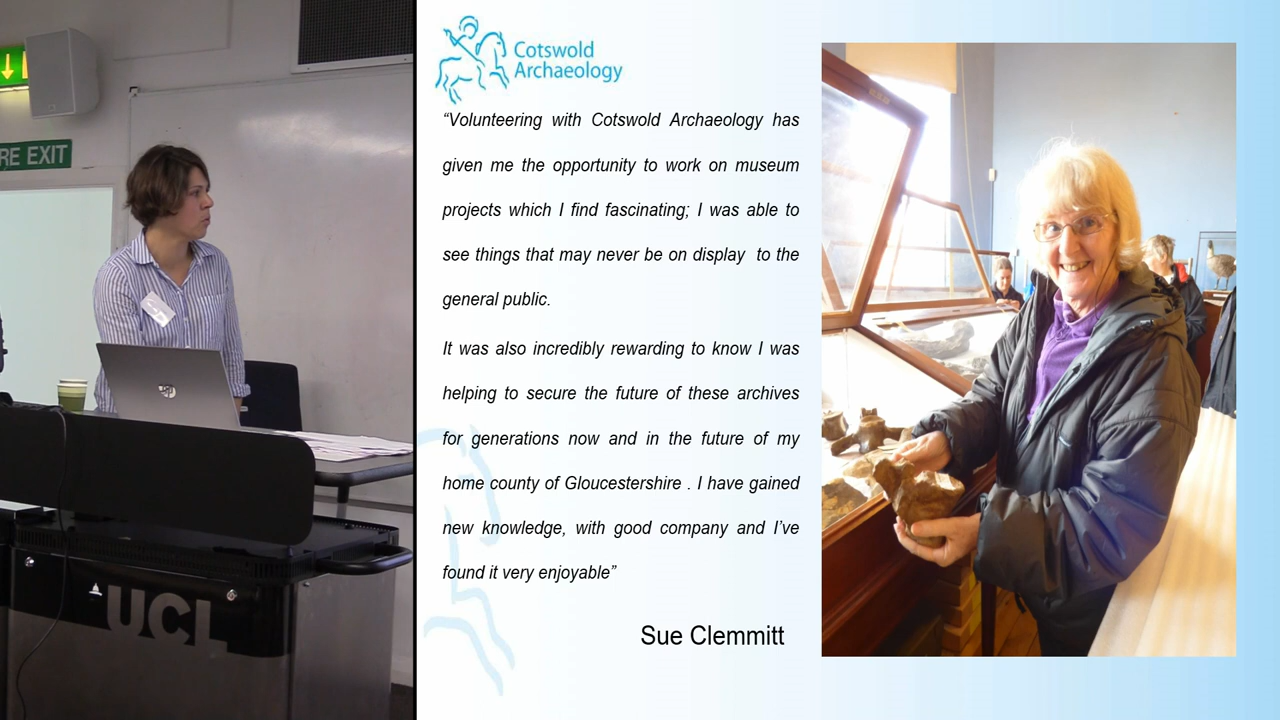 RE EXIT
UCL
Cotswold
Archaeology
“Volunteering with Cotswold Archaeology has
given me the opportunity to work on museum
projects which I find fascinating; I was able to
see things that may never be on display  to the
general public.
It was also incredibly rewarding to know I was
helping to secure the future of these archives
for generations now and in the future of my
home county of Gloucestershire . I have gained
new knowledge, with good company and I’ve
found it very enjoyable”
Sue Clemmitt